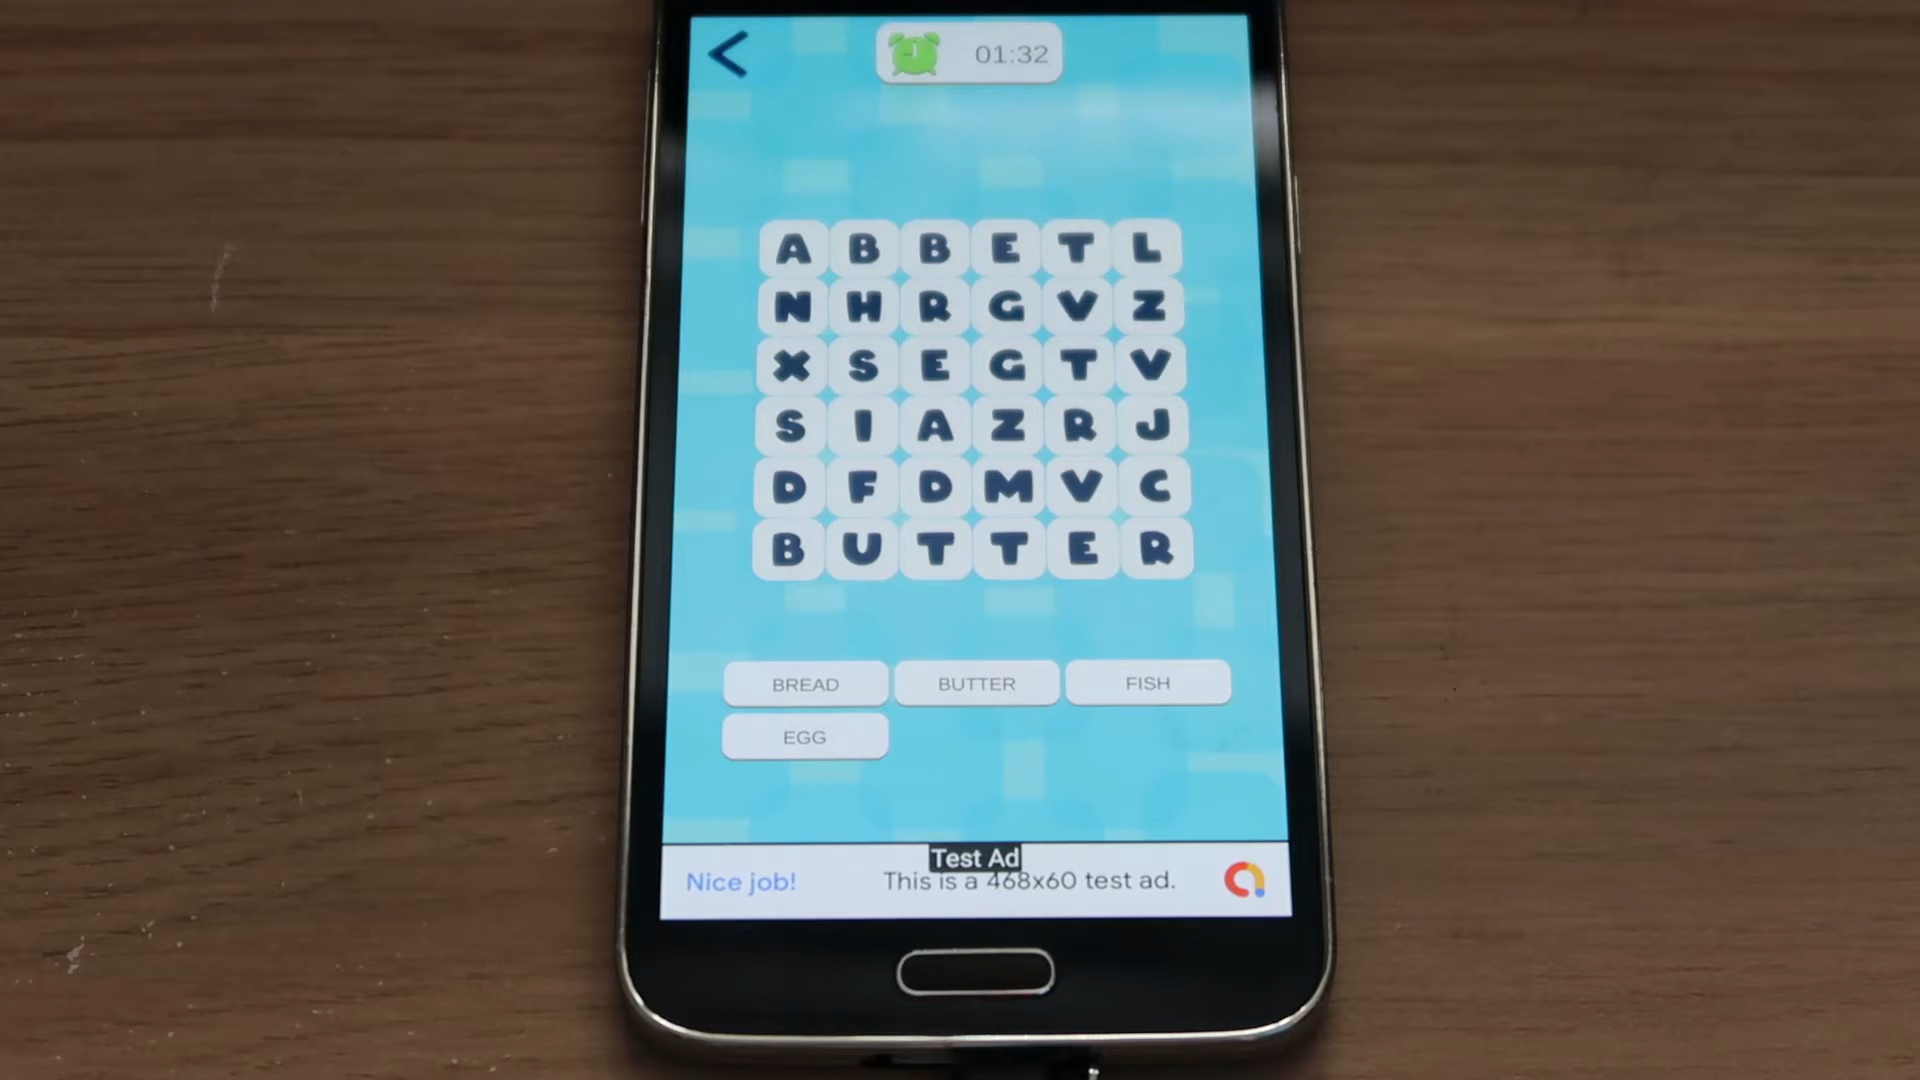 01:32
A B B E T L
N H R G V Z
X S E G T V
S I A Z R J
D F D M V C
B U T T E R
BREAD BUTTER FISH
EGG
Test Ad
Nice job! This is a 468x60 test ad.